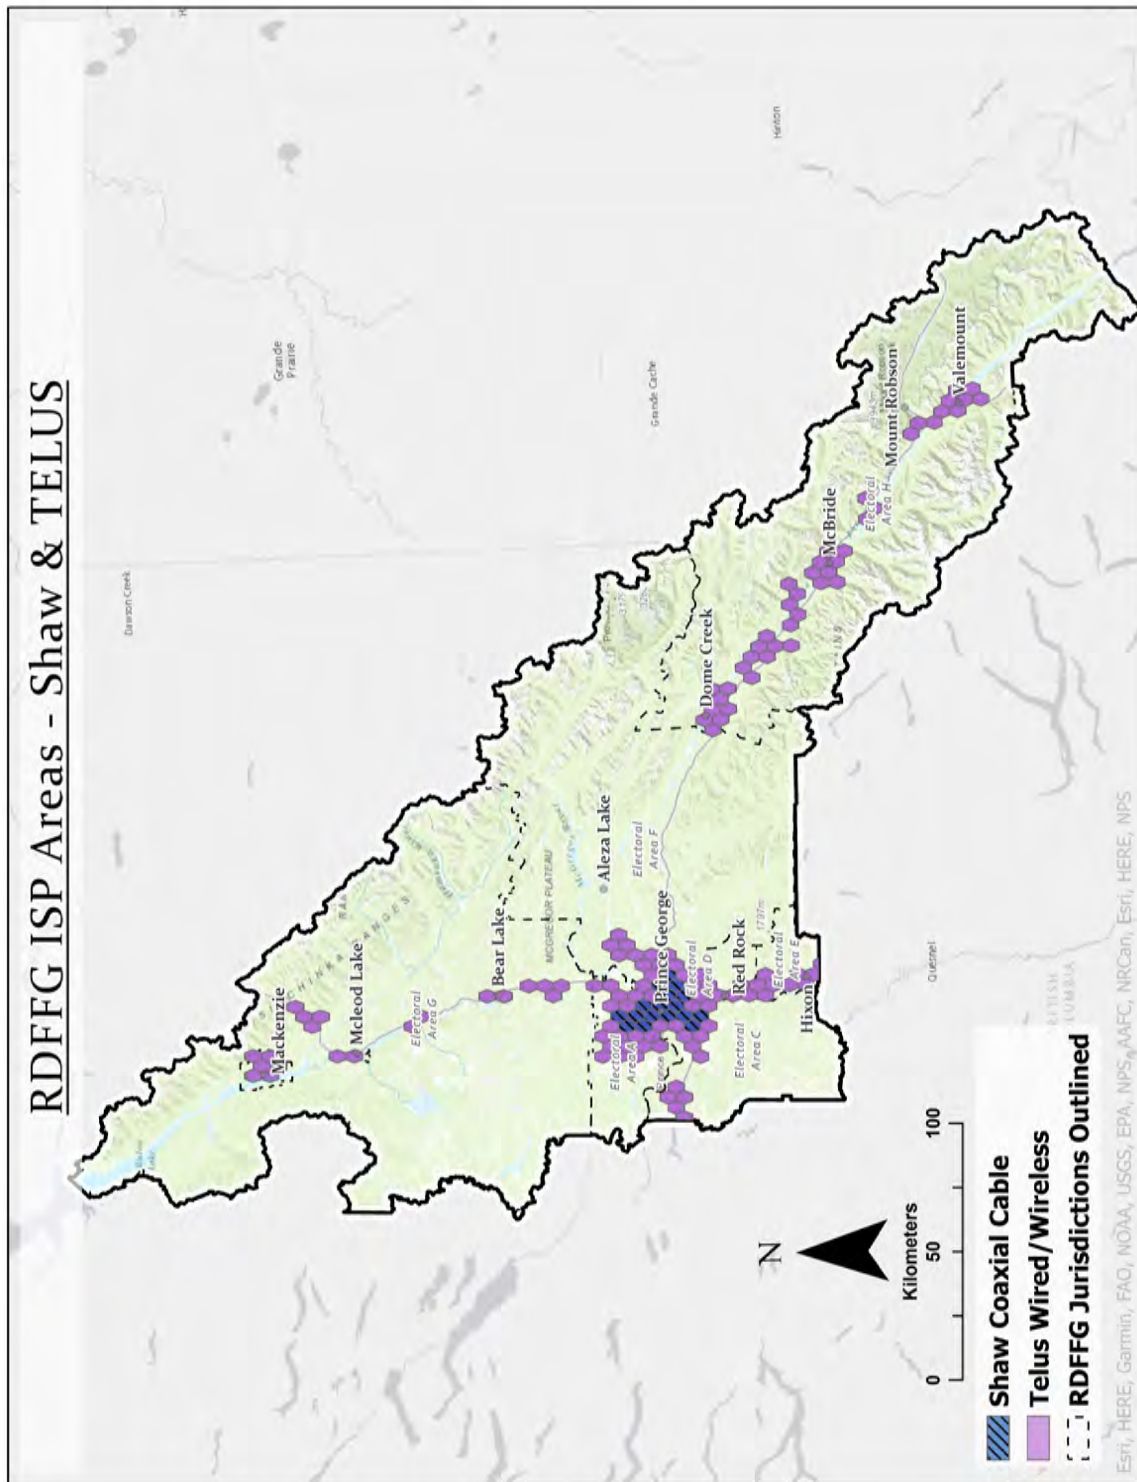 RDFFG ISP Areas - Shaw & TELUS
Dawson Creek
Grande
Prairie
Grande Cache
Hinton
Mackenzie
Mcleod Lake
Electoral
Area G
Bear Lake
MCGREGOR PLATEAU
Aleza Lake
Electoral
Area F
Dome Creek
McBride
Electoral
Area H
Mount Robson
Valemount
Electoral
Area A
Prince George
Electoral
Area D
Red Rock
1797m
Electoral
Area C
Electoral
Area E
Hixon
Quesnel
N
Kilometers
0 50 100
Shaw Coaxial Cable
Telus Wired/Wireless
RDFFG Jurisdictions Outlined
Esri, HERE, Garmin, FAO, NOAA, USGS, EPA, NPS, AAFC, NRCan, Esri, HERE, NPS